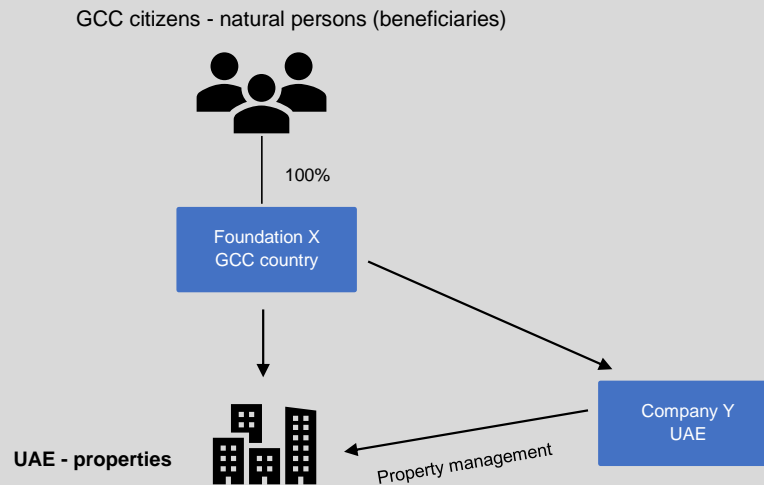 GCC citizens - natural persons (beneficiaries)
100%
Foundation X
GCC country
Company Y
UAE
UAE - properties
Property management